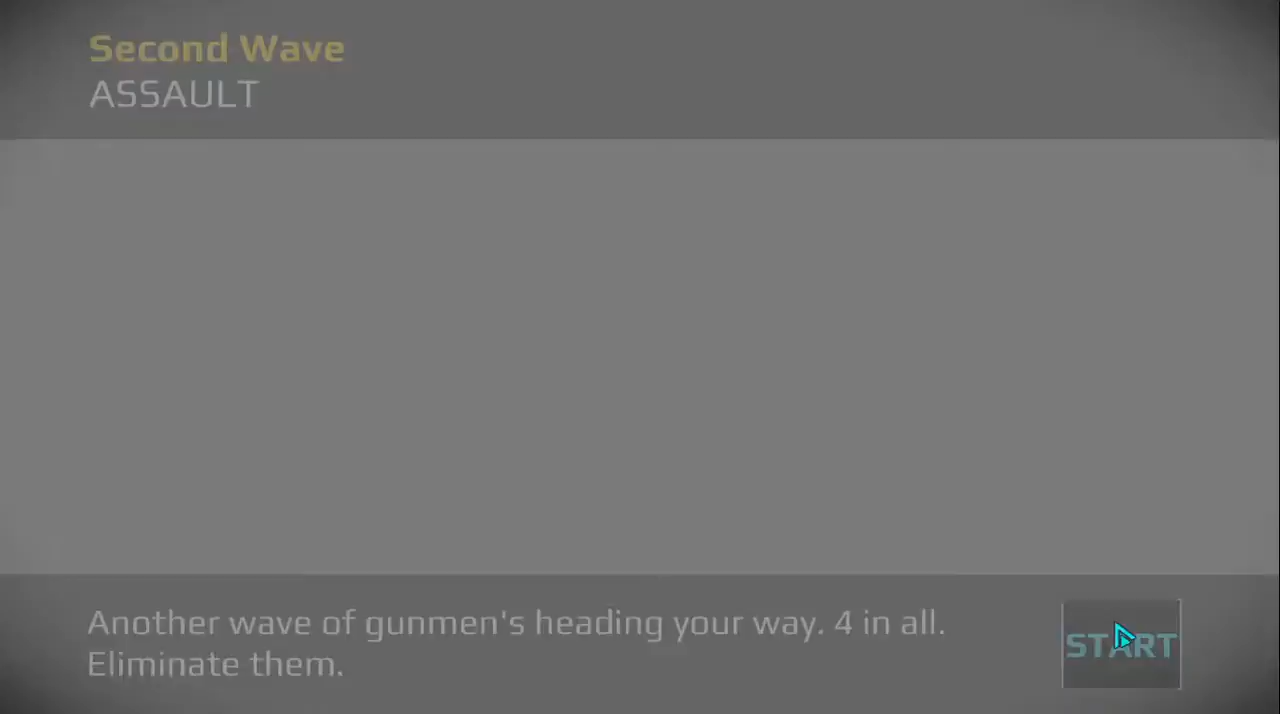 Second Wave
ASSAULT
Another wave of gunmen's heading your way. 4 in all.
Eliminate them.
START